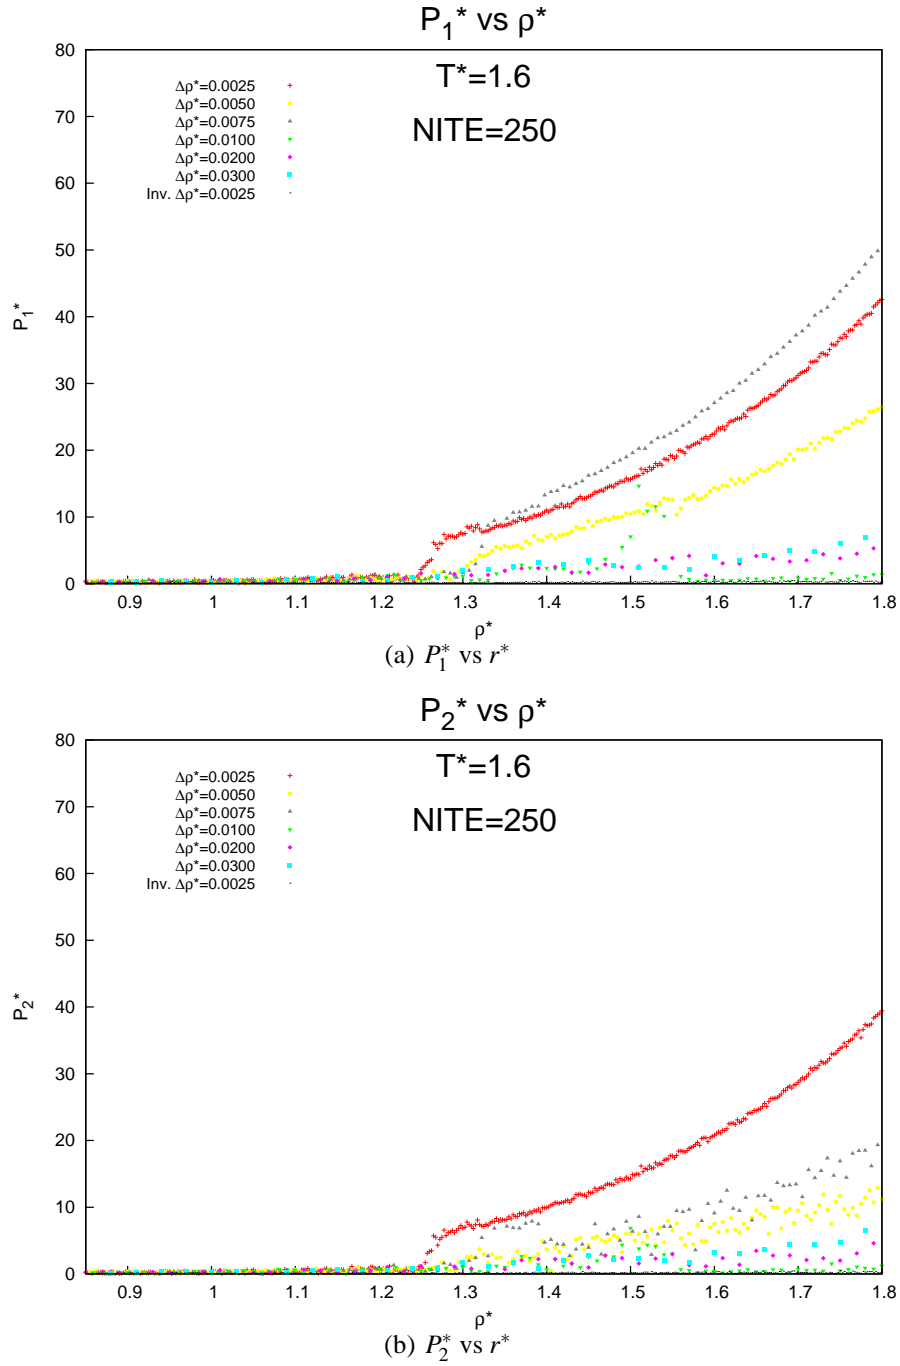 P₁* vs ρ*
T*=1.6
NITE=250
Δρ*=0.0025
Δρ*=0.0050
Δρ*=0.0075
Δρ*=0.0100
Δρ*=0.0200
Δρ*=0.0300
Inv. Δρ*=0.0025
80
70
60
50
40
30
20
10
0
P₁*
0.9 1 1.1 1.2 1.3 1.4 1.5 1.6 1.7 1.8
ρ*
(a) P₁* vs r*
P₂* vs ρ*
T*=1.6
NITE=250
Δρ*=0.0025
Δρ*=0.0050
Δρ*=0.0075
Δρ*=0.0100
Δρ*=0.0200
Δρ*=0.0300
Inv. Δρ*=0.0025
80
70
60
50
40
30
20
10
0
P₂*
0.9 1 1.1 1.2 1.3 1.4 1.5 1.6 1.7 1.8
ρ*
(b) P₂* vs r*